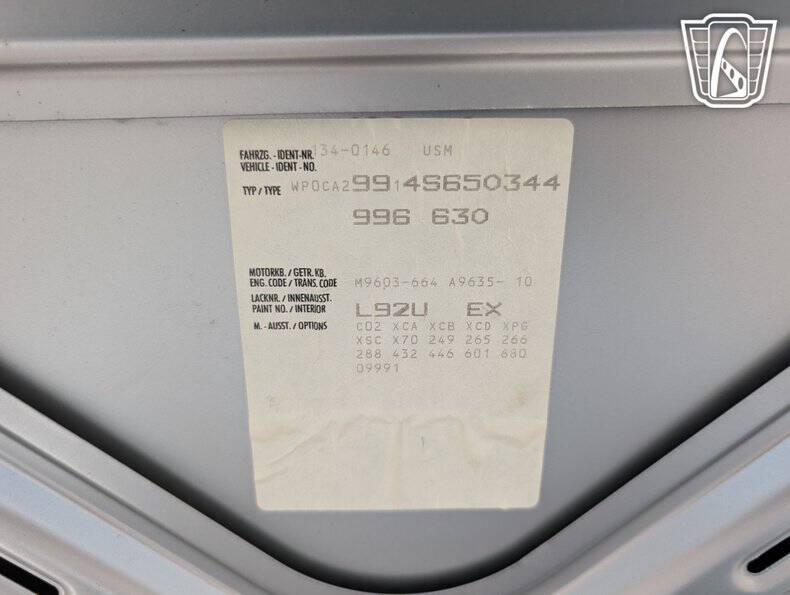 FAHRZG. - IDENT-NR. 134-0146 USM
VEHICLE - IDENT - NO.
TYP / TYPE WP0CA29914S650344
996 630
MOTORKB. / GETR. KB.
ENG. CODE / TRANS. CODE M9603-664 A9635- 10
LACKNR. / INNENAUSST.
PAINT NO. / INTERIOR L92U EX
M. - AUSST. / OPTIONS C02 XCA XCB XCD XPG
XSC X70 249 265 266
288 432 446 601 680
09991